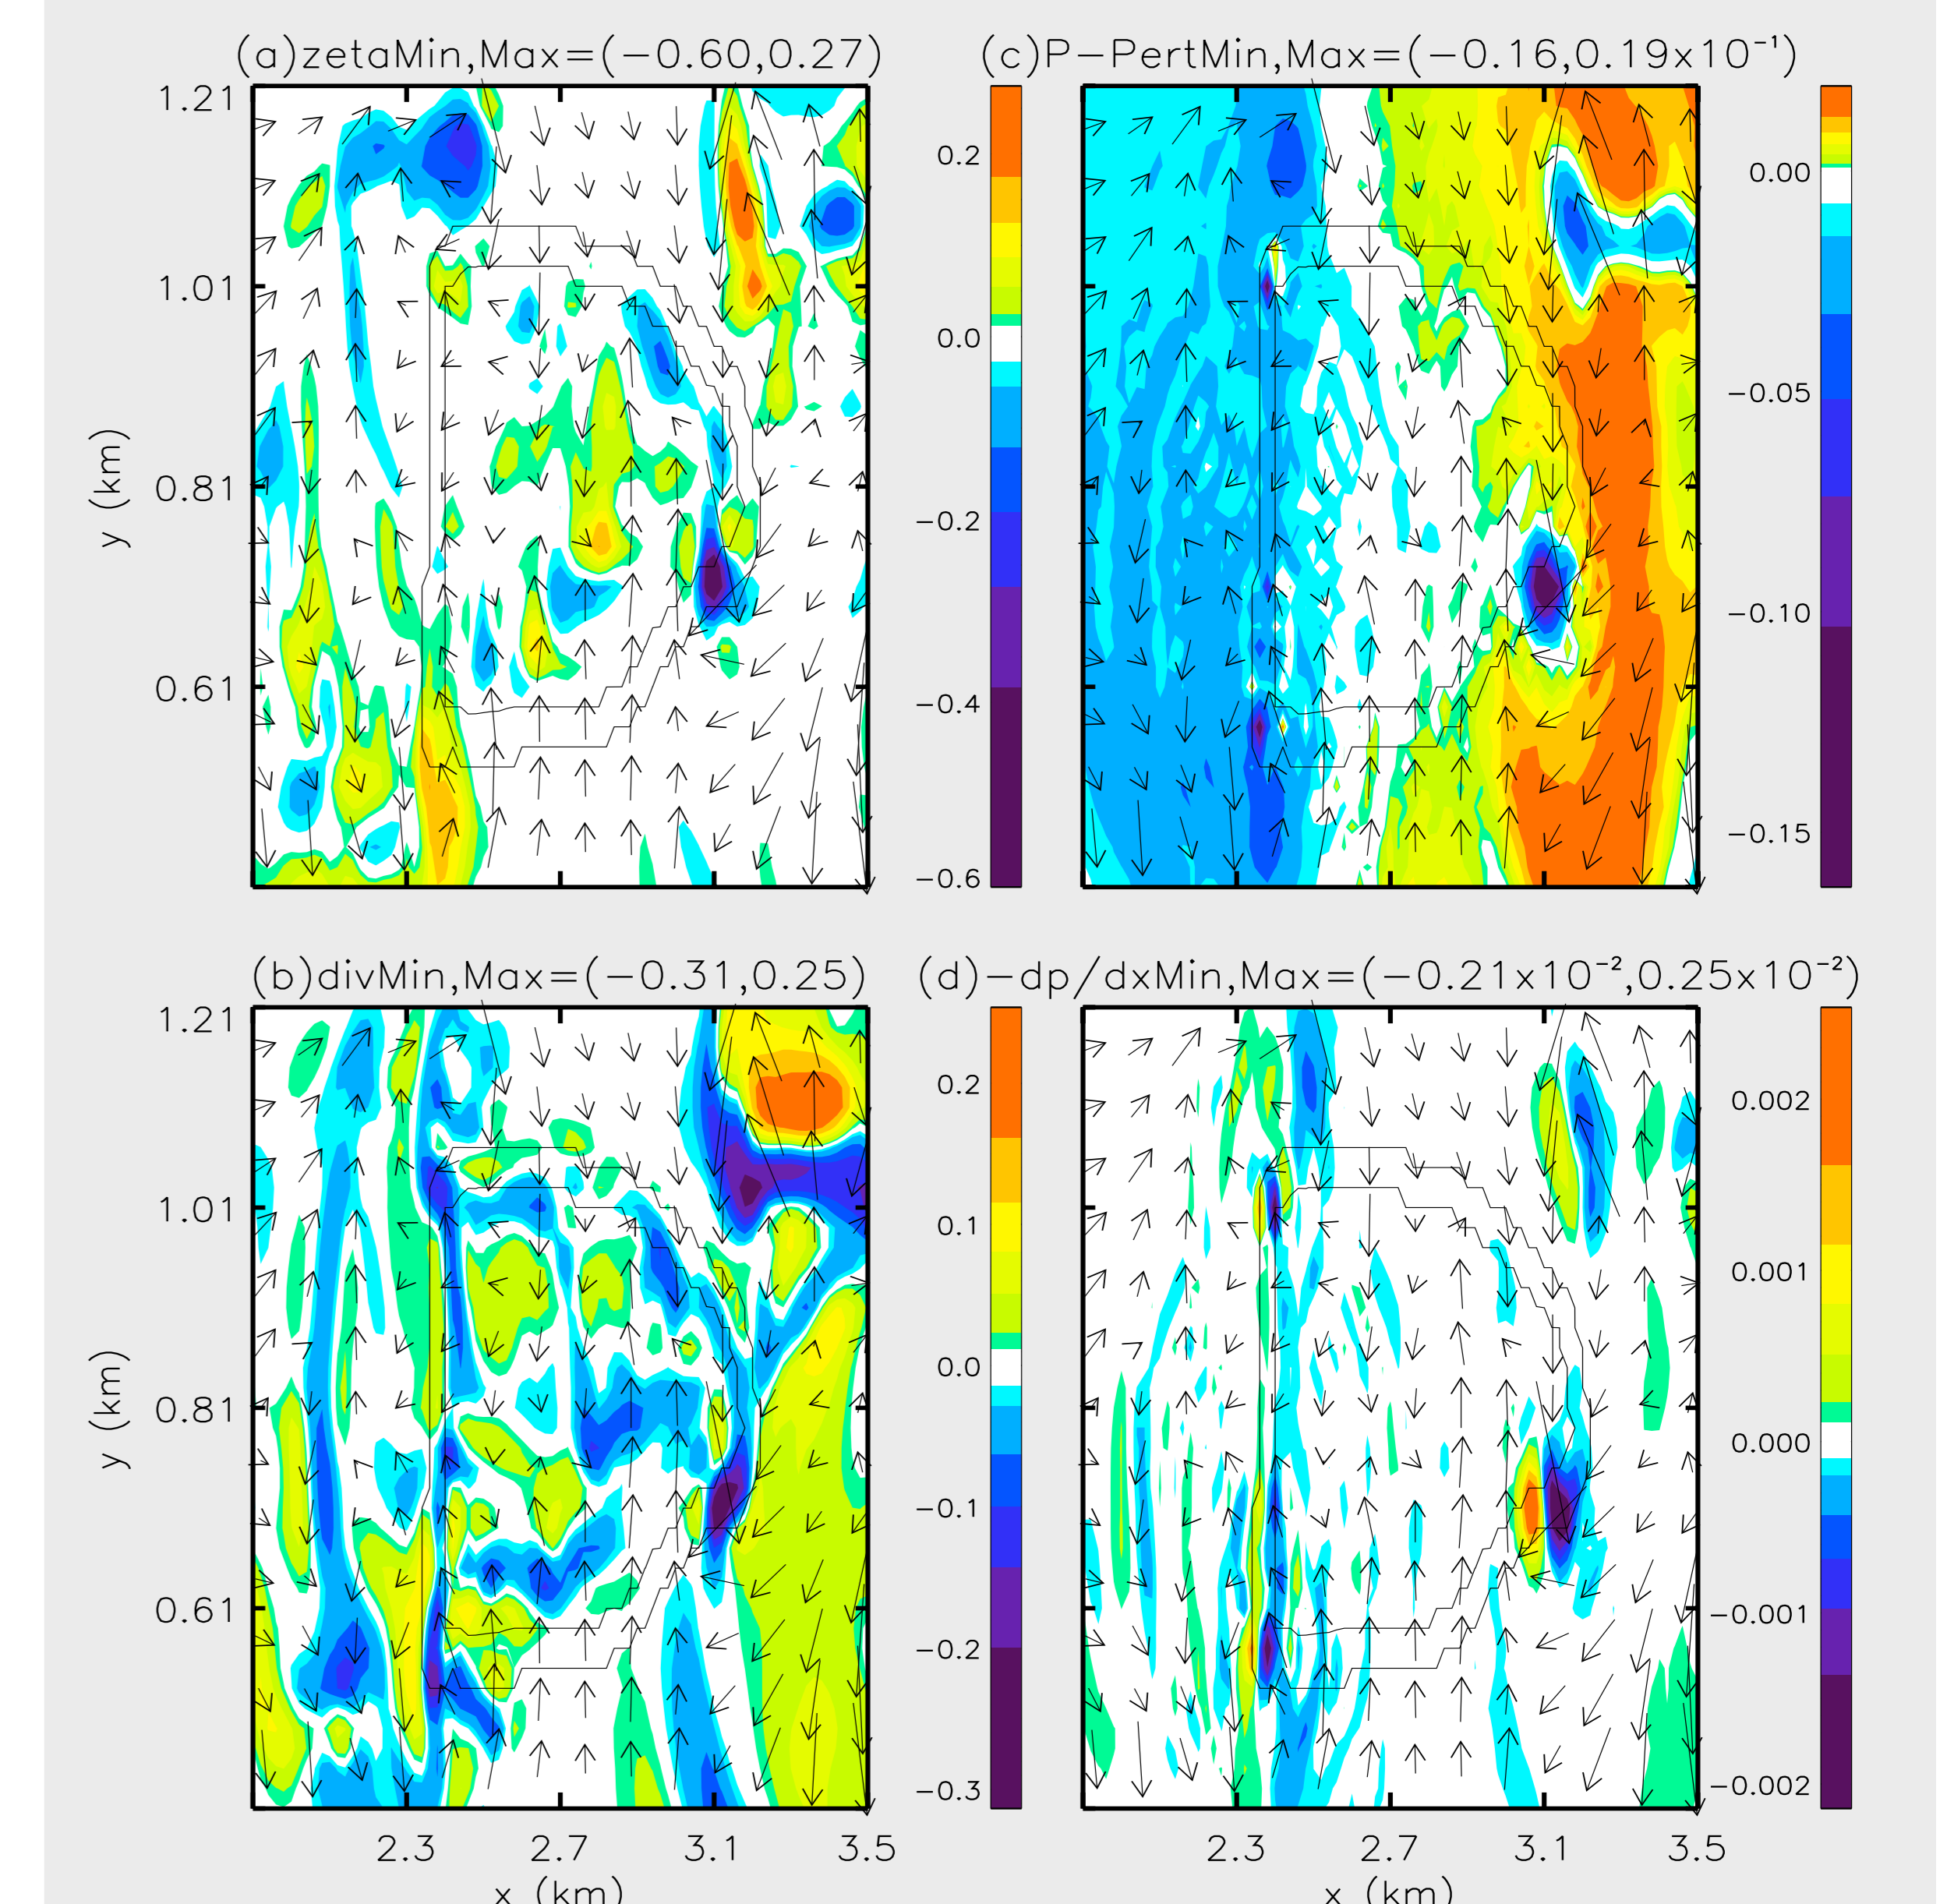 (a)zetaMin,Max=(−0.60,0.27)
(c)P−PertMin,Max=(−0.16,0.19x10⁻¹)
1.21
1.01
0.81
0.61
y (km)
0.2
0.0
−0.2
−0.4
−0.6
0.00
−0.05
−0.10
−0.15
(b)divMin,Max=(−0.31,0.25)
(d)−dp/dxMin,Max=(−0.21x10⁻²,0.25x10⁻²)
1.21
1.01
0.81
0.61
y (km)
0.2
0.1
0.0
−0.1
−0.2
−0.3
0.002
0.001
0.000
−0.001
−0.002
2.3 2.7 3.1 3.5
x (km)
2.3 2.7 3.1 3.5
x (km)